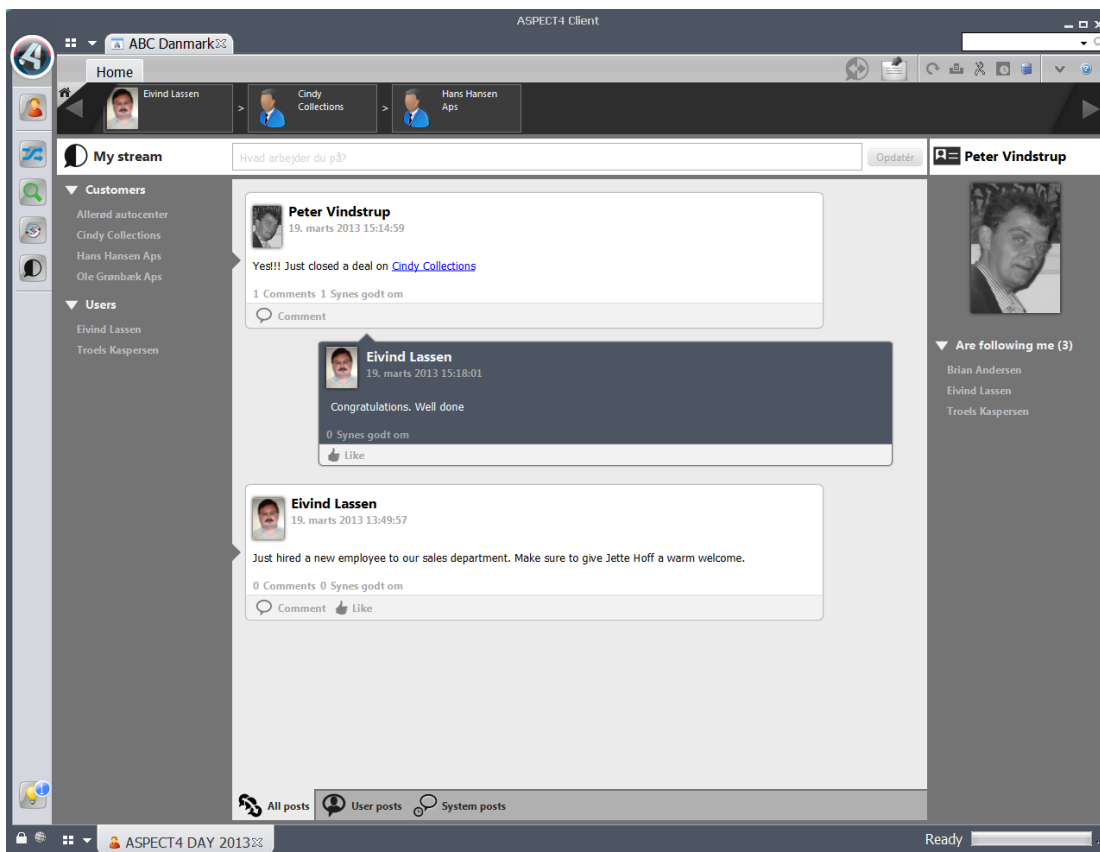 ASPECT4 Client
ABC Danmark
Home
Eivind Lassen
>
Cindy
Collections
>
Hans Hansen
Aps
My stream
Hvad arbejder du på?
Opdatér
Peter Vindstrup
Customers
Allerød autocenter
Cindy Collections
Hans Hansen Aps
Ole Grønbæk Aps
Users
Eivind Lassen
Troels Kaspersen
Peter Vindstrup
19. marts 2013 15:14:59
Yes!!! Just closed a deal on Cindy Collections
1 Comments 1 Synes godt om
Comment
Eivind Lassen
19. marts 2013 15:18:01
Congratulations. Well done
0 Synes godt om
Like
Eivind Lassen
19. marts 2013 13:49:57
Just hired a new employee to our sales department. Make sure to give Jette Hoff a warm welcome.
0 Comments 0 Synes godt om
Comment Like
Are following me (3)
Brian Andersen
Eivind Lassen
Troels Kaspersen
1
All posts User posts System posts
ASPECT4 DAY 2013
Ready